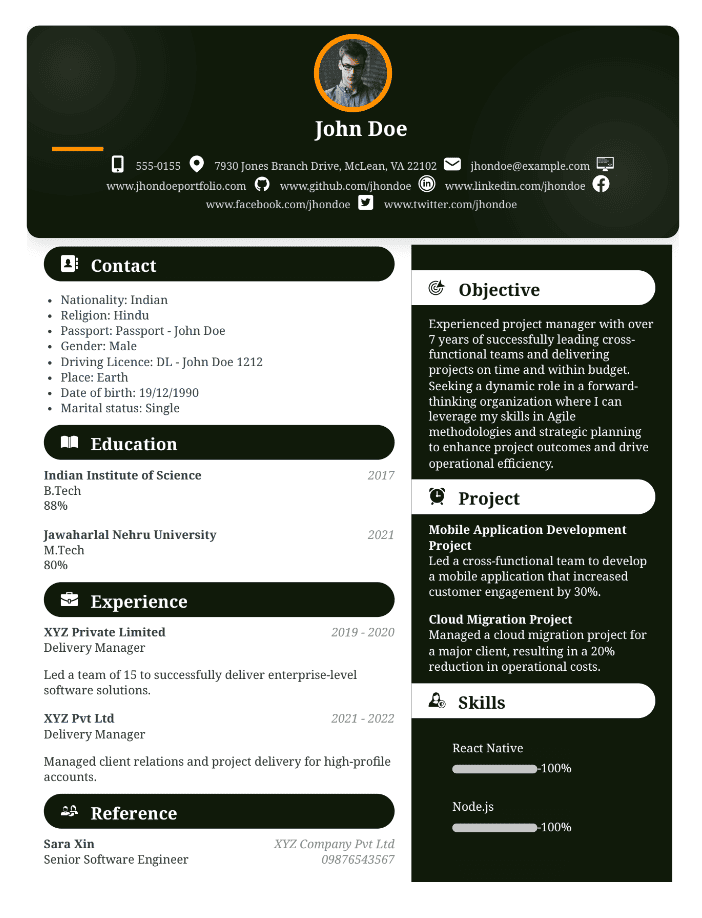 John Doe
555-0155 7930 Jones Branch Drive, McLean, VA 22102 jhondoe@example.com
www.jhondoeportfolio.com www.github.com/jhondoe www.linkedin.com/jhondoe
www.facebook.com/jhondoe www.twitter.com/jhondoe
Contact
• Nationality: Indian
• Religion: Hindu
• Passport: Passport - John Doe
• Gender: Male
• Driving Licence: DL - John Doe 1212
• Place: Earth
• Date of birth: 19/12/1990
• Marital status: Single
Education
Indian Institute of Science 2017
B.Tech
88%
Jawaharlal Nehru University 2021
M.Tech
80%
Experience
XYZ Private Limited 2019 - 2020
Delivery Manager
Led a team of 15 to successfully deliver enterprise-level
software solutions.
XYZ Pvt Ltd 2021 - 2022
Delivery Manager
Managed client relations and project delivery for high-profile
accounts.
Reference
Sara Xin XYZ Company Pvt Ltd
Senior Software Engineer 09876543567
Objective
Experienced project manager with over
7 years of successfully leading cross-
functional teams and delivering
projects on time and within budget.
Seeking a dynamic role in a forward-
thinking organization where I can
leverage my skills in Agile
methodologies and strategic planning
to enhance project outcomes and drive
operational efficiency.
Project
Mobile Application Development
Project
Led a cross-functional team to develop
a mobile application that increased
customer engagement by 30%.
Cloud Migration Project
Managed a cloud migration project for
a major client, resulting in a 20%
reduction in operational costs.
Skills
React Native
-100%
Node.js
-100%